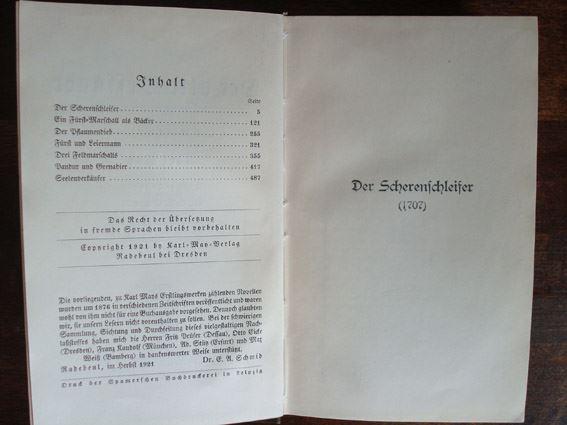 Inhalt
Seite
Der Scherenschleifer 5
Ein Fürst-Marschall als Bäcker 121
Der Pflaumendieb 255
Fürst und Leiermann 321
Drei Feldmarschalls 355
Pandur und Grenadier 417
Seelenverkäufer 487
Das Recht der Übersetzung
in fremde Sprachen bleibt vorbehalten
Copyright 1921 by Karl-May-Verlag
Radebeul bei Dresden
Die vorliegenden, zu Karl Mays Erstlingswerken zählenden Novellen
wurden um 1876 in verschiedenen Zeitschriften veröffentlicht und waren
wohl von ihm nicht für eine Buchausgabe vorgesehen. Dennoch glauben
wir, sie unsern Lesern nicht vorenthalten zu sollen. Bei der schwierigen
Sammlung, Sichtung und Durchfeilung dieses vielgestaltigen Nach-
laßstoffes haben mich die Herren Fritz Prüfer (Dessau), Otto Eicke
(Dresden), Franz Kandolf (München), Ad. Stütz (Erfurt) und Max
Weiß (Bamberg) in dankenswerter Weise unterstützt.
Radebeul, im Herbst 1921 Dr. E. A. Schmid
Druck der Spamerschen Buchdruckerei in Leipzig
Der Scherenschleifer
(1707)